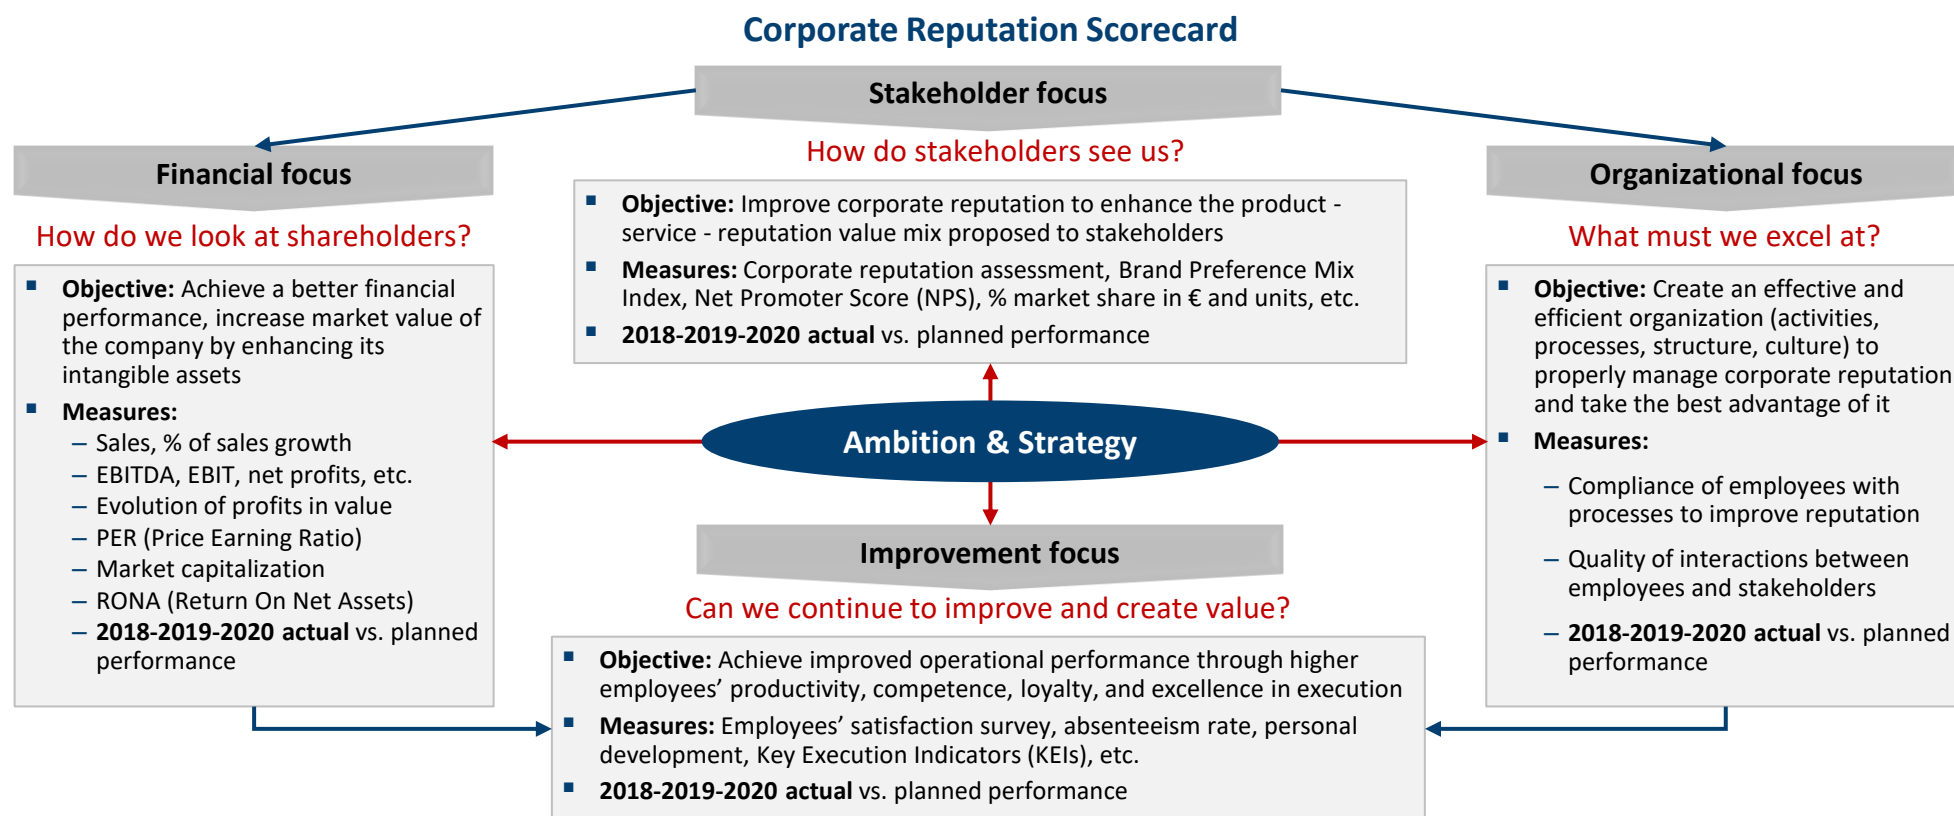 Corporate Reputation Scorecard
Stakeholder focus
How do stakeholders see us?
▪ Objective: Improve corporate reputation to enhance the product -
service - reputation value mix proposed to stakeholders
▪ Measures: Corporate reputation assessment, Brand Preference Mix
Index, Net Promoter Score (NPS), % market share in € and units, etc.
▪ 2018-2019-2020 actual vs. planned performance
Financial focus
How do we look at shareholders?
▪ Objective: Achieve a better financial
performance, increase market value of
the company by enhancing its
intangible assets
▪ Measures:
– Sales, % of sales growth
– EBITDA, EBIT, net profits, etc.
– Evolution of profits in value
– PER (Price Earning Ratio)
– Market capitalization
– RONA (Return On Net Assets)
– 2018-2019-2020 actual vs. planned
performance
Ambition & Strategy
Organizational focus
What must we excel at?
▪ Objective: Create an effective and
efficient organization (activities,
processes, structure, culture) to
properly manage corporate reputation
and take the best advantage of it
▪ Measures:
– Compliance of employees with
processes to improve reputation
– Quality of interactions between
employees and stakeholders
– 2018-2019-2020 actual vs. planned
performance
Improvement focus
Can we continue to improve and create value?
▪ Objective: Achieve improved operational performance through higher
employees’ productivity, competence, loyalty, and excellence in execution
▪ Measures: Employees’ satisfaction survey, absenteeism rate, personal
development, Key Execution Indicators (KEIs), etc.
▪ 2018-2019-2020 actual vs. planned performance